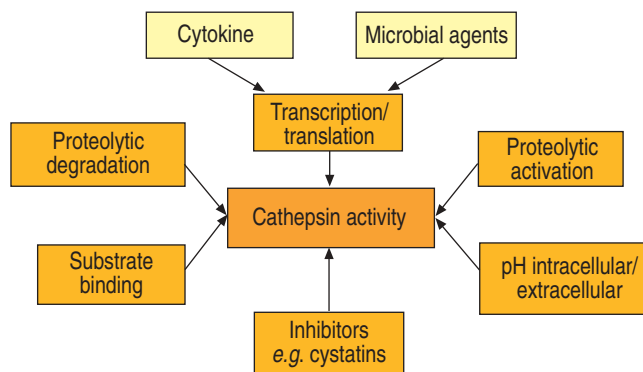 Cytokine
Microbial agents
Transcription/
translation
Proteolytic
degradation
Proteolytic
activation
Cathepsin activity
Substrate
binding
pH intracellular/
extracellular
Inhibitors
e.g. cystatins